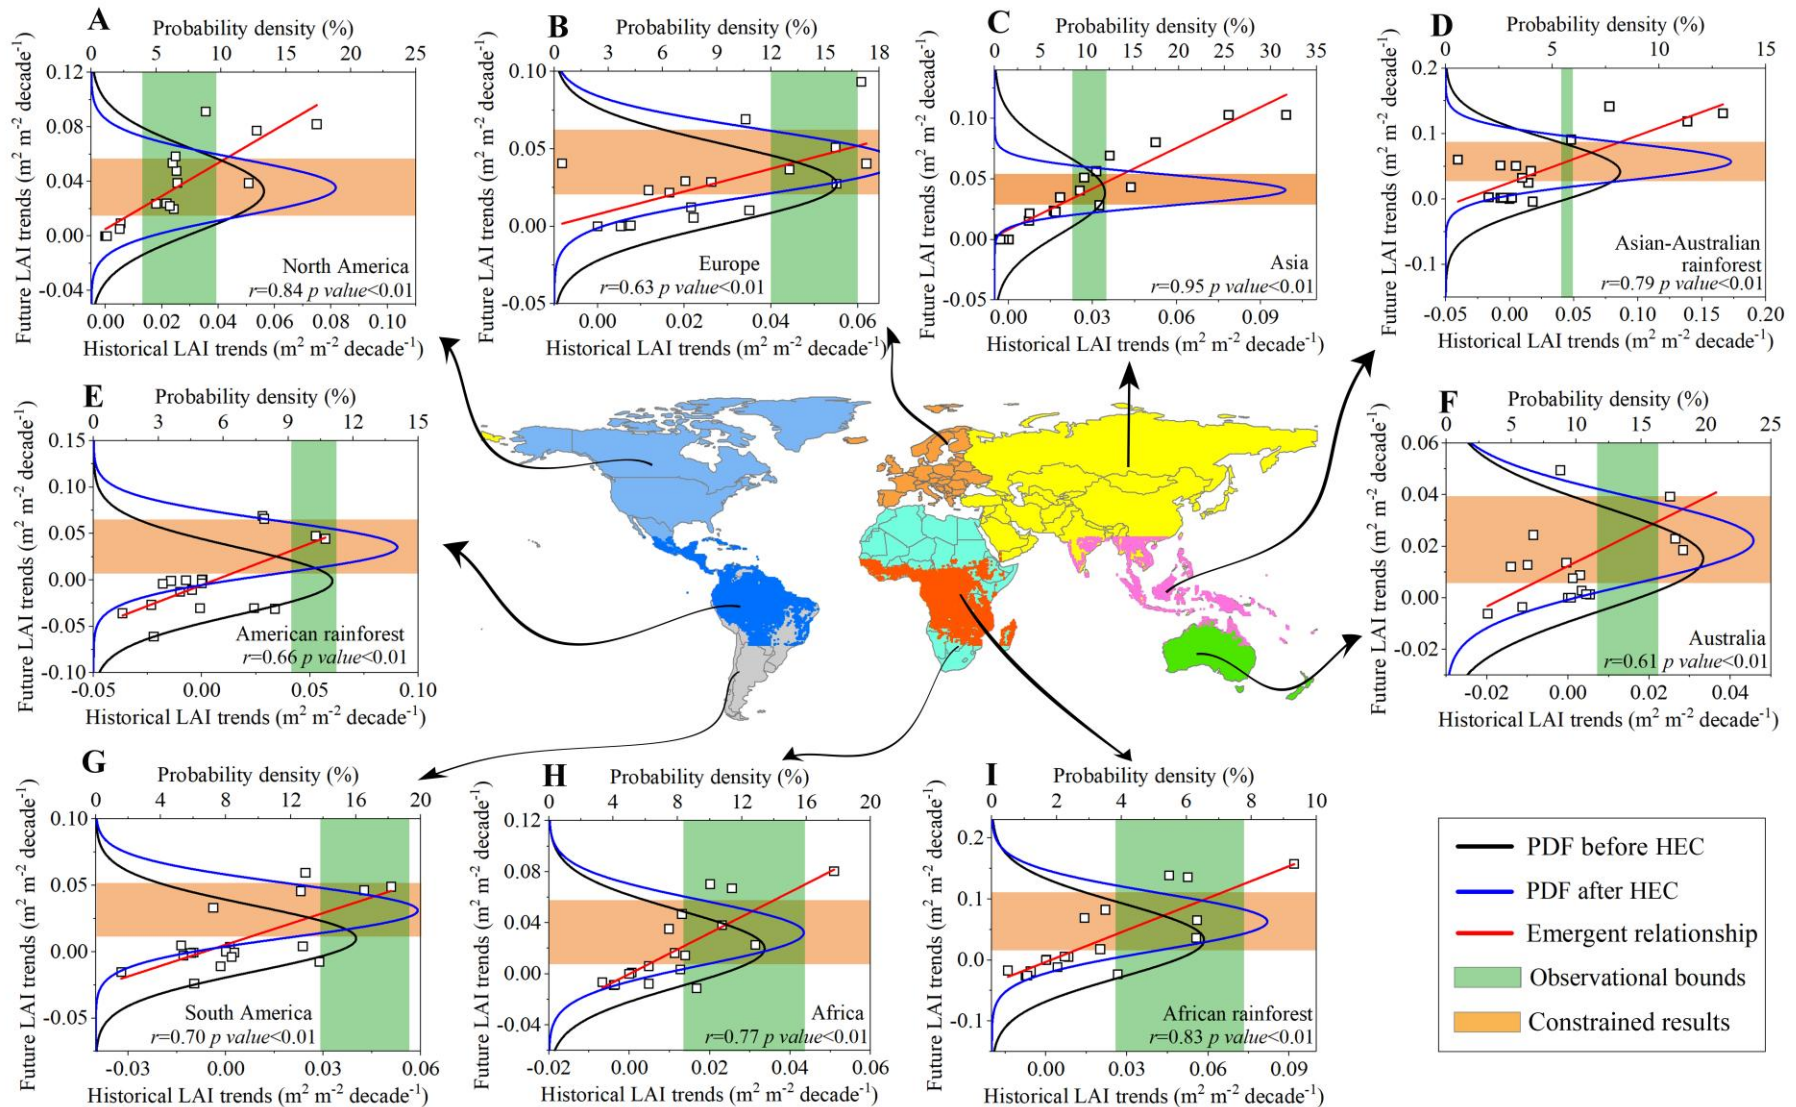 A
Probability density (%)
0 5 10 15 20 25
Future LAI trends (m² m⁻² decade⁻¹)
0.12
0.08
0.04
0.00
-0.04
North America
r=0.84 p value<0.01
0.00 0.02 0.04 0.06 0.08 0.10
Historical LAI trends (m² m⁻² decade⁻¹)
B
Probability density (%)
0 3 6 9 12 15 18
Future LAI trends (m² m⁻² decade⁻¹)
0.10
0.05
0.00
-0.05
Europe
r=0.63 p value<0.01
0.00 0.02 0.04 0.06
Historical LAI trends (m² m⁻² decade⁻¹)
C
Probability density (%)
0 5 10 15 20 25 30 35
Future LAI trends (m² m⁻² decade⁻¹)
0.10
0.05
0.00
-0.05
Asia
r=0.95 p value<0.01
0.00 0.03 0.06 0.09
Historical LAI trends (m² m⁻² decade⁻¹)
D
Probability density (%)
0 5 10 15
Future LAI trends (m² m⁻² decade⁻¹)
0.2
0.1
0.0
-0.1
Asian-Australian
rainforest
r=0.79 p value<0.01
-0.05 0.00 0.05 0.10 0.15 0.20
Historical LAI trends (m² m⁻² decade⁻¹)
E
Probability density (%)
0 3 6 9 12 15
Future LAI trends (m² m⁻² decade⁻¹)
0.15
0.10
0.05
0.00
-0.05
-0.10
American rainforest
r=0.66 p value<0.01
-0.05 0.00 0.05 0.10
Historical LAI trends (m² m⁻² decade⁻¹)
F
Probability density (%)
0 5 10 15 20 25
Future LAI trends (m² m⁻² decade⁻¹)
0.06
0.04
0.02
0.00
-0.02
Australia
r=0.61 p value<0.01
-0.02 0.00 0.02 0.04
Historical LAI trends (m² m⁻² decade⁻¹)
G
Probability density (%)
0 4 8 12 16 20
Future LAI trends (m² m⁻² decade⁻¹)
0.10
0.05
0.00
-0.05
South America
r=0.70 p value<0.01
-0.03 0.00 0.03 0.06
Historical LAI trends (m² m⁻² decade⁻¹)
H
Probability density (%)
0 4 8 12 16 20
Future LAI trends (m² m⁻² decade⁻¹)
0.12
0.08
0.04
0.00
-0.04
Africa
r=0.77 p value<0.01
-0.02 0.00 0.02 0.04 0.06
Historical LAI trends (m² m⁻² decade⁻¹)
I
Probability density (%)
0 2 4 6 8 10
Future LAI trends (m² m⁻² decade⁻¹)
0.2
0.1
0.0
-0.1
African rainforest
r=0.83 p value<0.01
0.00 0.03 0.06 0.09
Historical LAI trends (m² m⁻² decade⁻¹)
PDF before HEC
PDF after HEC
Emergent relationship
Observational bounds
Constrained results